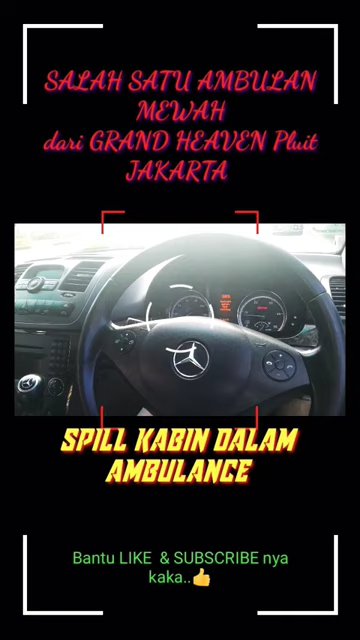 SALAH SATU AMBULAN
MEWAH
dari GRAND HEAVEN Pluit
JAKARTA
SPILL KABIN DALAM
AMBULANCE
Bantu LIKE & SUBSCRIBE nya
kaka..👍